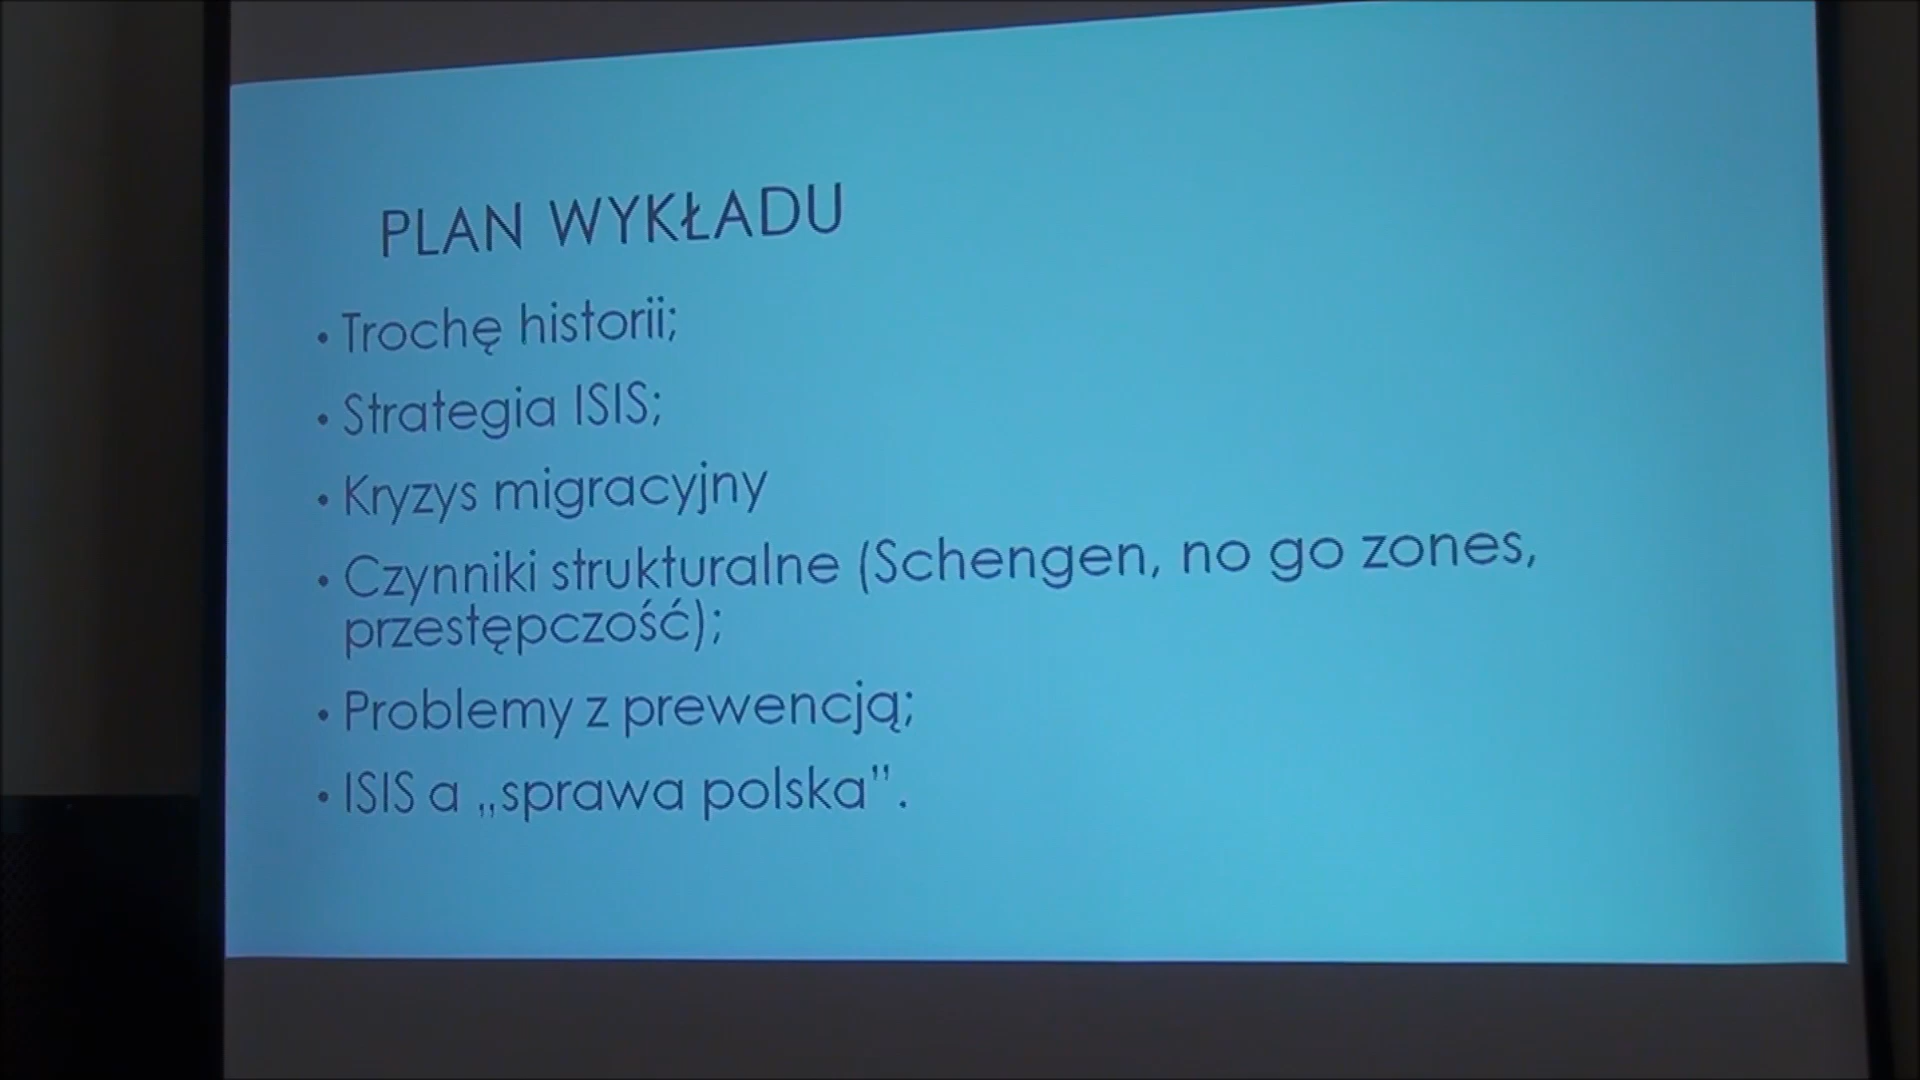 PLAN WYKŁADU
• Trochę historii;
• Strategia ISIS;
• Kryzys migracyjny
• Czynniki strukturalne (Schengen, no go zones,
przestępczość);
• Problemy z prewencją;
• ISIS a „sprawa polska”.